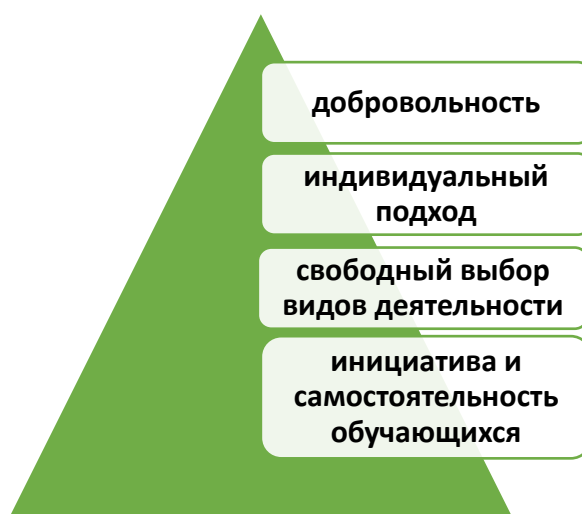 добровольность
индивидуальный
подход
свободный выбор
видов деятельности
инициатива и
самостоятельность
обучающихся